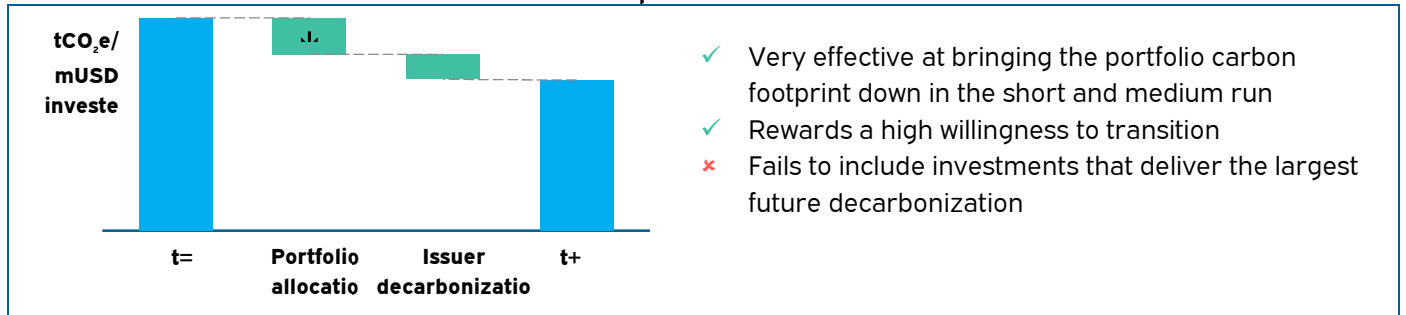 tCO₂e/
mUSD
investe
t=
Portfolio
allocatio
Issuer
decarbonizatio
t+
Very effective at bringing the portfolio carbon
footprint down in the short and medium run
Rewards a high willingness to transition
Fails to include investments that deliver the largest
future decarbonization